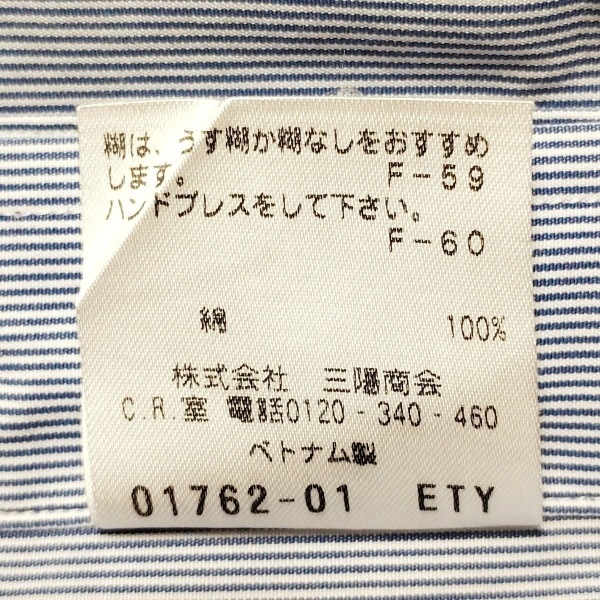 糊は、うす糊か糊なしをおすすめ
します。 F-59
ハンドプレスをして下さい。
F-60
綿 100%
株式会社 三陽商会
C.R.室 電話0120-340-460
ベトナム製
01762-01 ETY